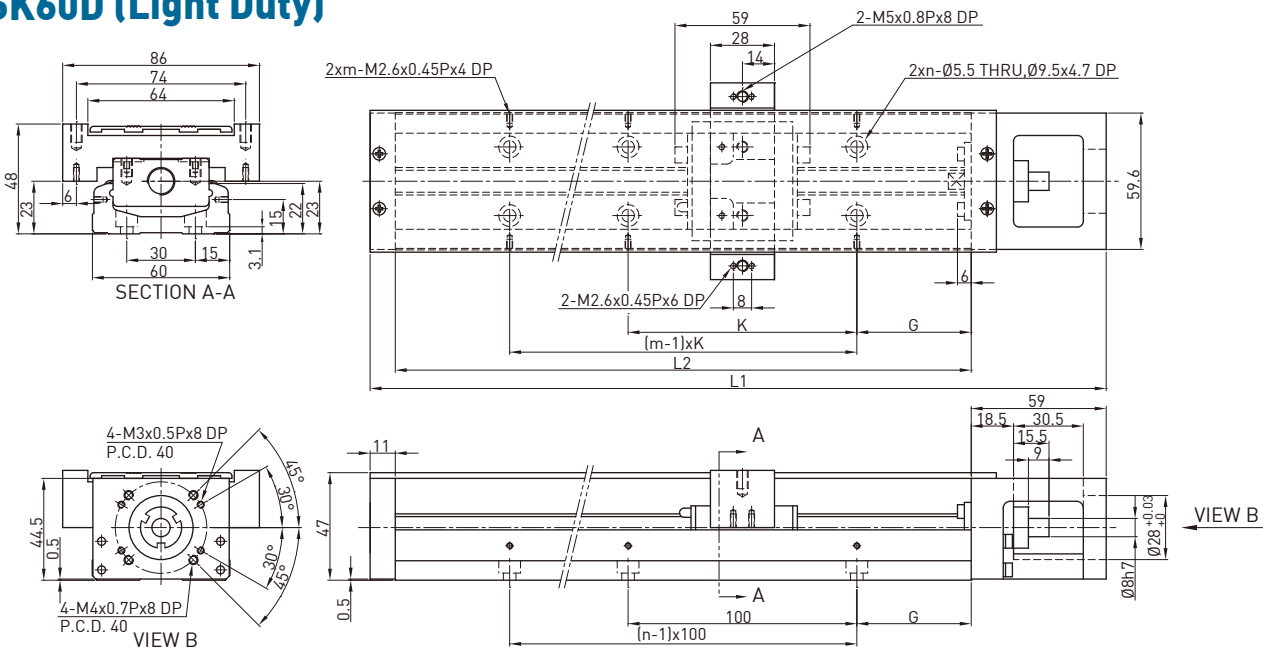 K60D (Light Duty)
86
74
64
48
23
6
15
22
23
30
15
3.1
60
SECTION A-A
2xm-M2.6x0.45Px4 DP
59
28
14
2-M5x0.8Px8 DP
2xn-Ø5.5 THRU,Ø9.5x4.7 DP
59.6
6
2-M2.6x0.45Px6 DP
8
K
G
(m-1)xK
L2
L1
4-M3x0.5Px8 DP
P.C.D. 40
45°
30°
30°
45°
44.5
0.5
4-M4x0.7Px8 DP
P.C.D. 40
VIEW B
11
47
0.5
A
A
59
18.5
30.5
15.5
9
VIEW B
Ø28 +0.03 +0
Ø8h7
100
G
(n-1)x100